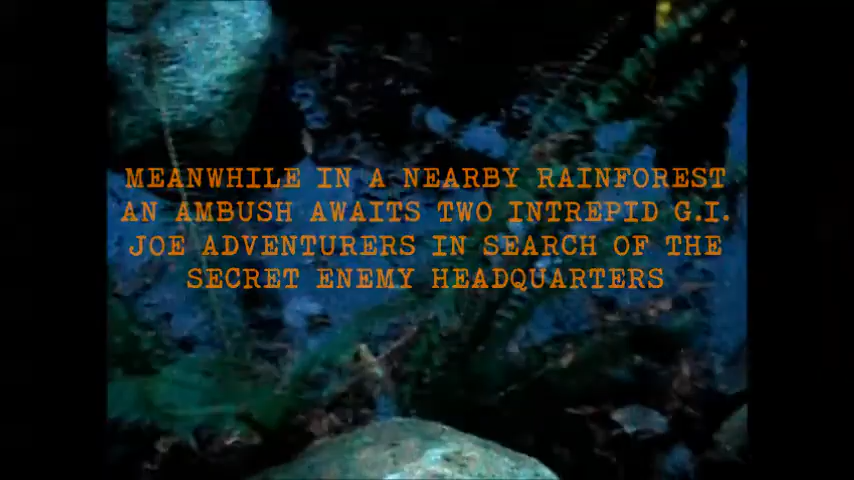 MEANWHILE IN A NEARBY RAINFOREST
AN AMBUSH AWAITS TWO INTREPID G.I.
JOE ADVENTURERS IN SEARCH OF THE
SECRET ENEMY HEADQUARTERS